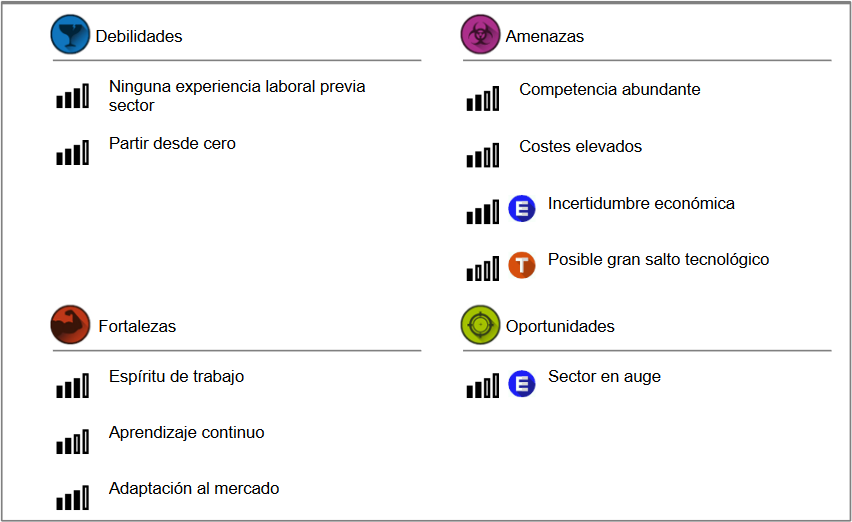 Debilidades
Ninguna experiencia laboral previa
sector
Partir desde cero
Amenazas
Competencia abundante
Costes elevados
E Incertidumbre económica
T Posible gran salto tecnológico
Fortalezas
Espíritu de trabajo
Aprendizaje continuo
Adaptación al mercado
Oportunidades
E Sector en auge